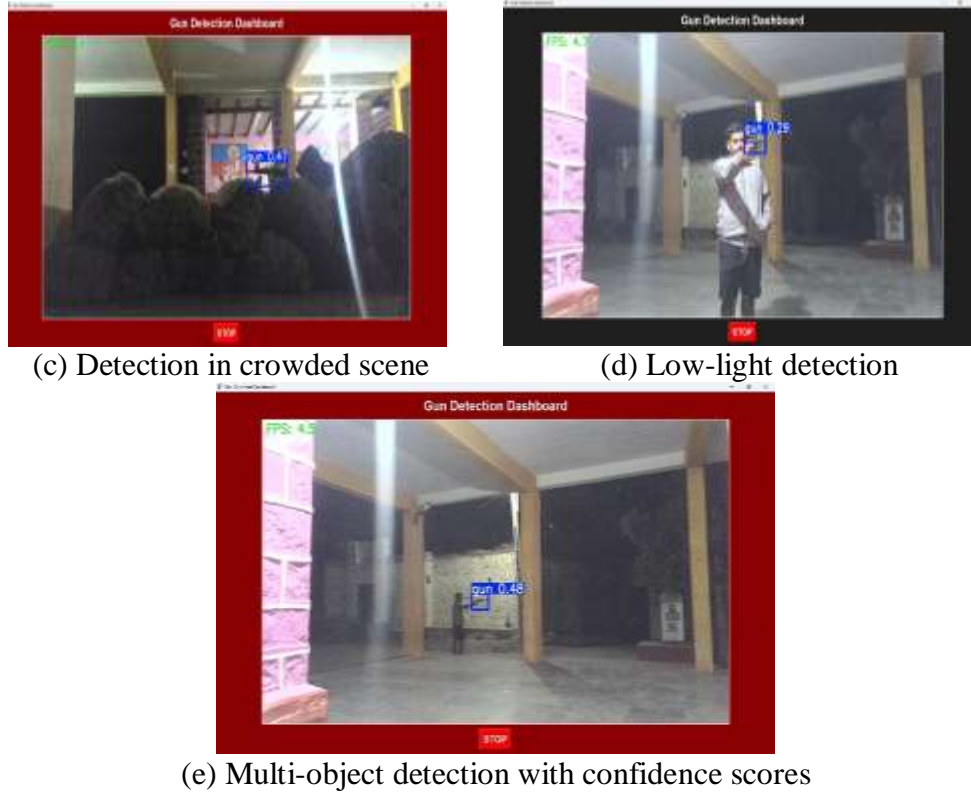 Gun Detection Dashboard
gun 0.47
STOP
(c) Detection in crowded scene
Gun Detection Dashboard
FPS: 4.7
gun 0.29
STOP
(d) Low-light detection
Gun Detection Dashboard
FPS: 4.5
gun 0.48
STOP
(e) Multi-object detection with confidence scores